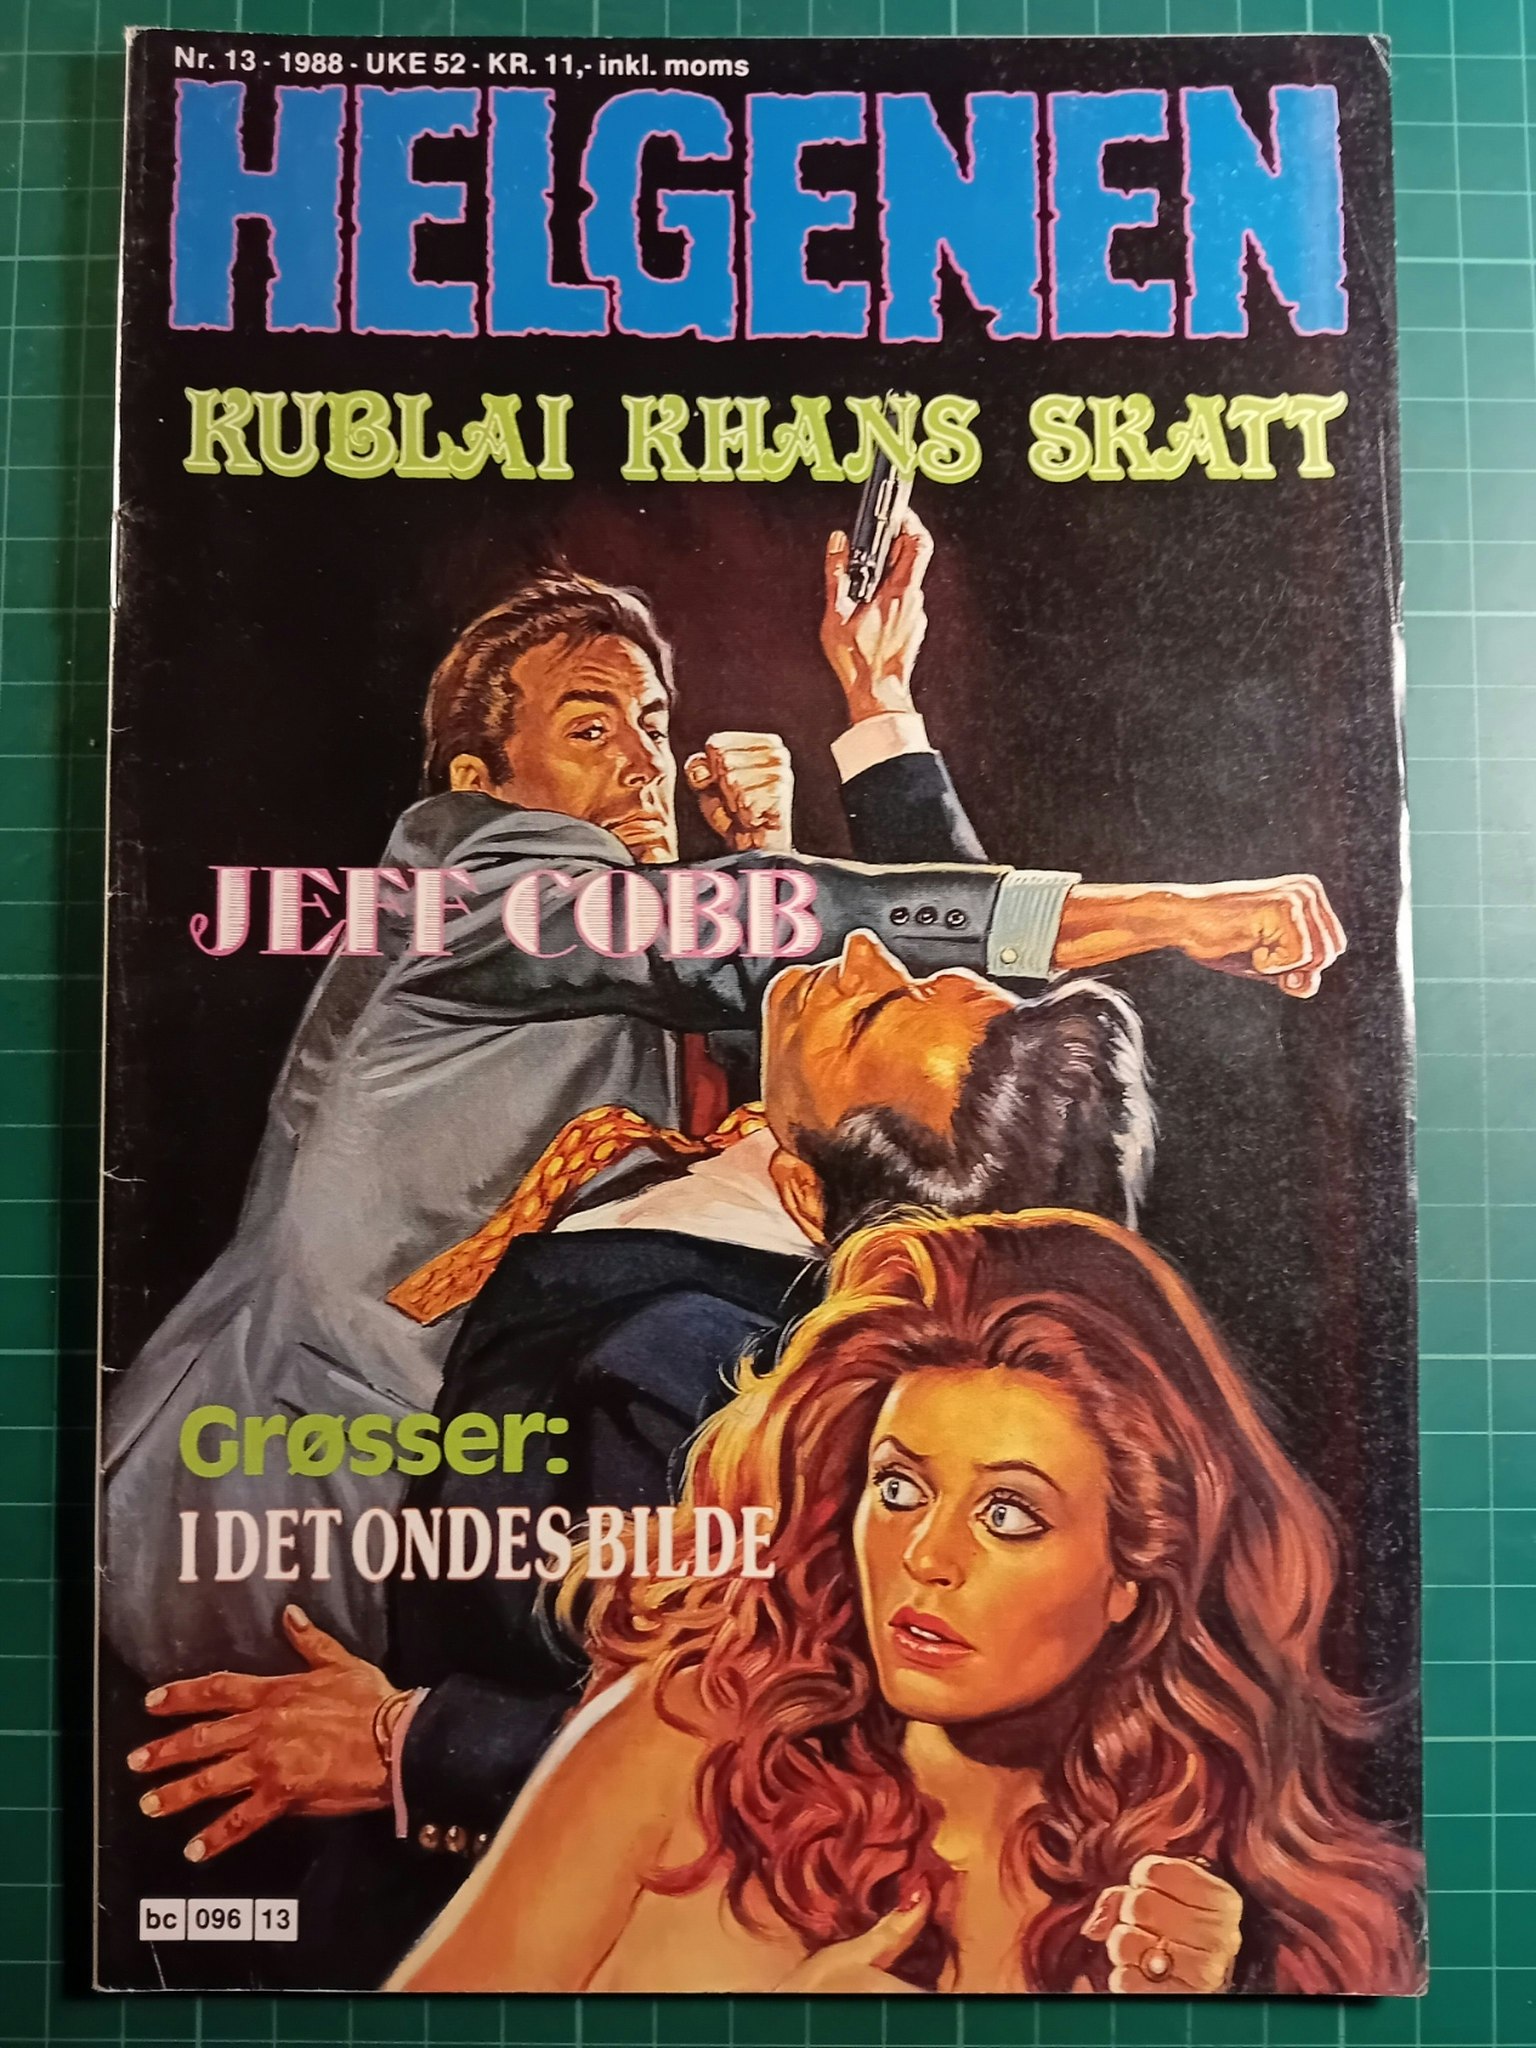 Nr. 13 - 1988 - UKE 52 - KR. 11,- inkl. moms
HELGENEN
KUBLAI KHANS SKATT
JEFF COBB
Grøsser:
I DET ONDES BILDE
bc 096 13